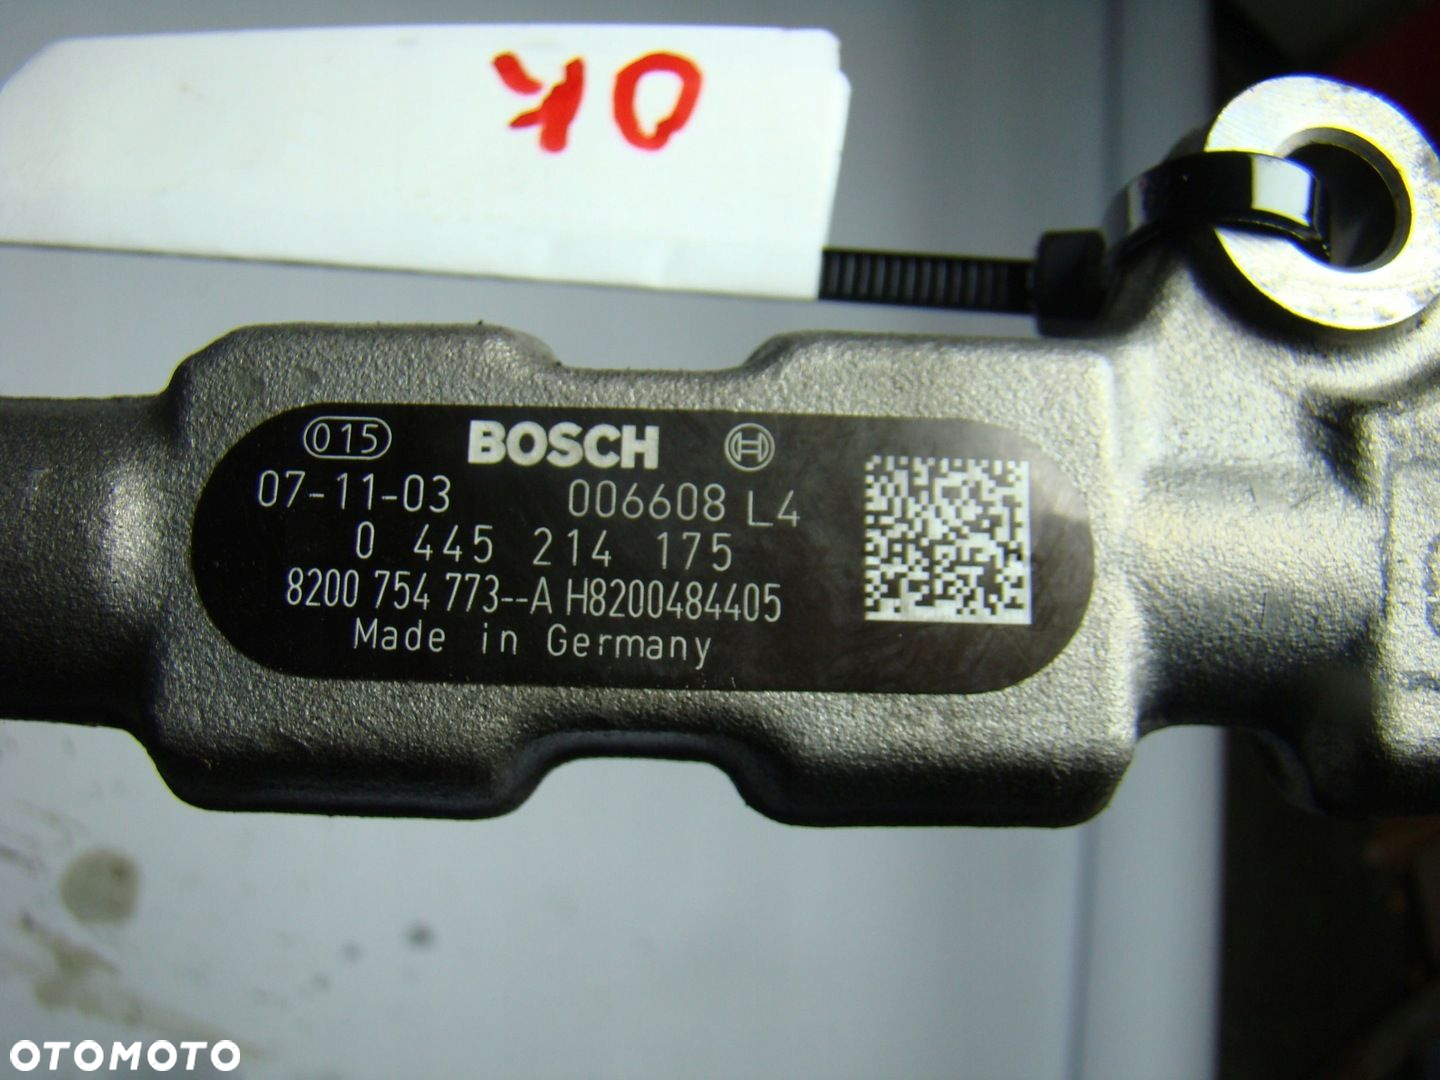 OK
015 BOSCH
07-11-03 006608 L4
0 445 214 175
8200 754 773--A H8200484405
Made in Germany
OTOMOTO